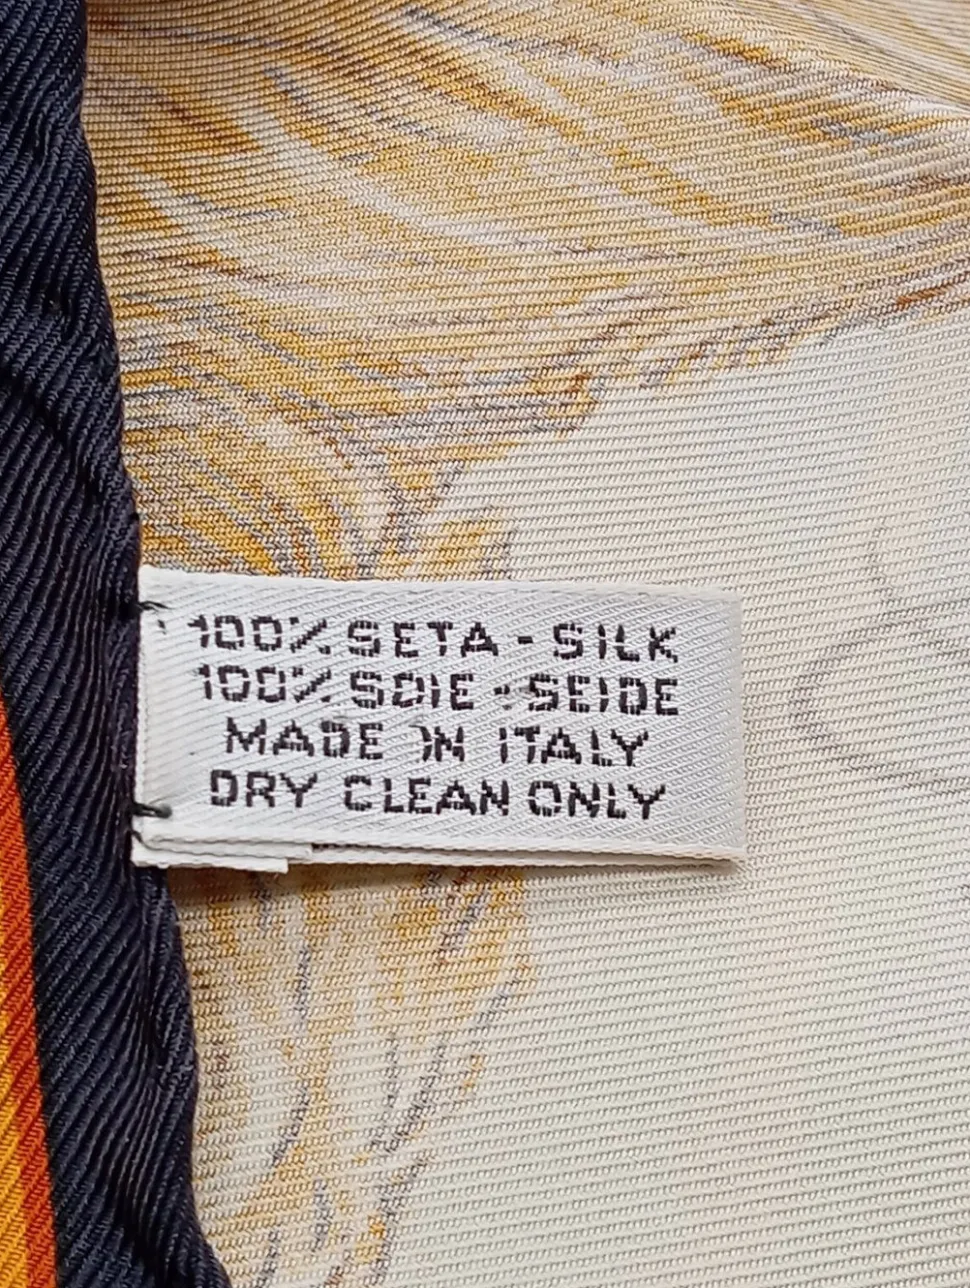 100% SETA - SILK
100% SOIE - SEIDE
MADE IN ITALY
DRY CLEAN ONLY